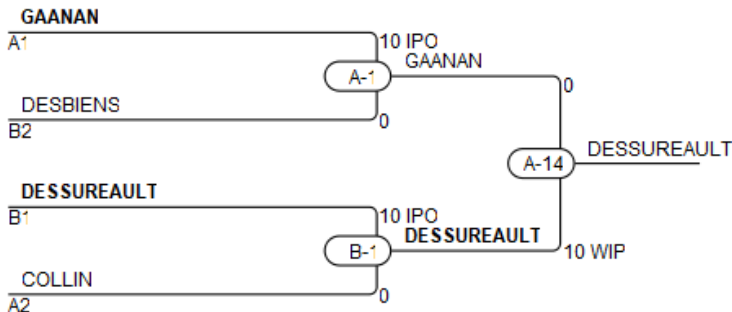 GAANAN
A1
10 IPO
GAANAN
A-1
0
DESBIENS
B2
0
DESSUREAULT
A-14
DESSUREAULT
B1
10 IPO
DESSUREAULT
B-1
10 WIP
COLLIN
A2
0